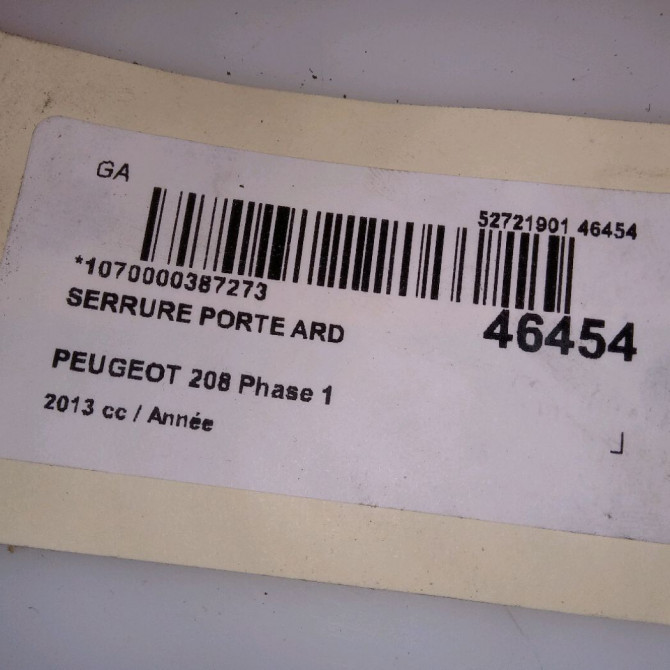 GA
52721901 46454
*1070000387273
SERRURE PORTE ARD
46454
PEUGEOT 208 Phase 1
2013 cc / Année